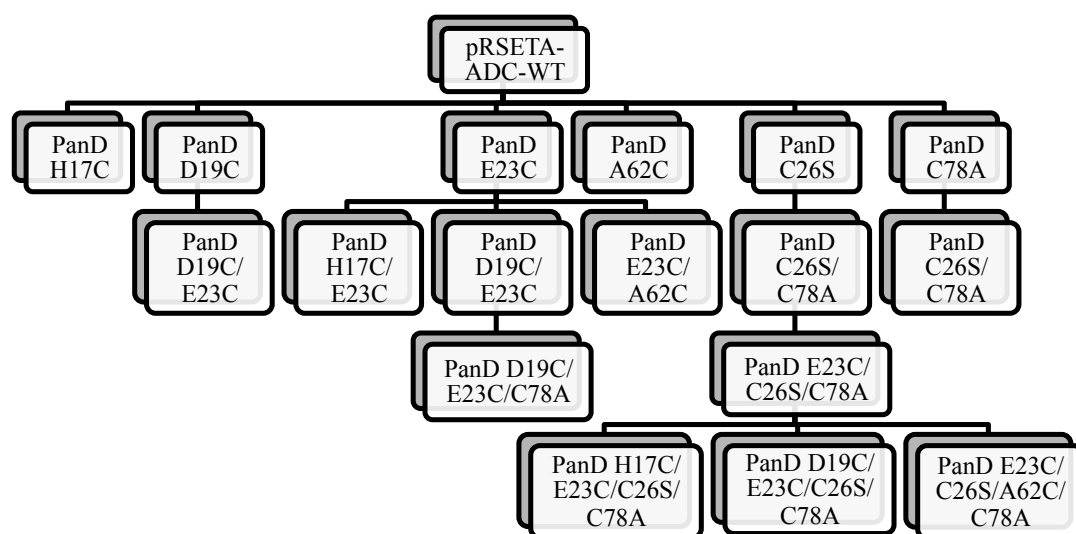 pRSETA-
ADC-WT
PanD
H17C
PanD
D19C
PanD
E23C
PanD
A62C
PanD
C26S
PanD
C78A
PanD
D19C/
E23C
PanD
H17C/
E23C
PanD
D19C/
E23C
PanD
E23C/
A62C
PanD
C26S/
C78A
PanD
C26S/
C78A
PanD D19C/
E23C/C78A
PanD E23C/
C26S/C78A
PanD H17C/
E23C/C26S/
C78A
PanD D19C/
E23C/C26S/
C78A
PanD E23C/
C26S/A62C/
C78A